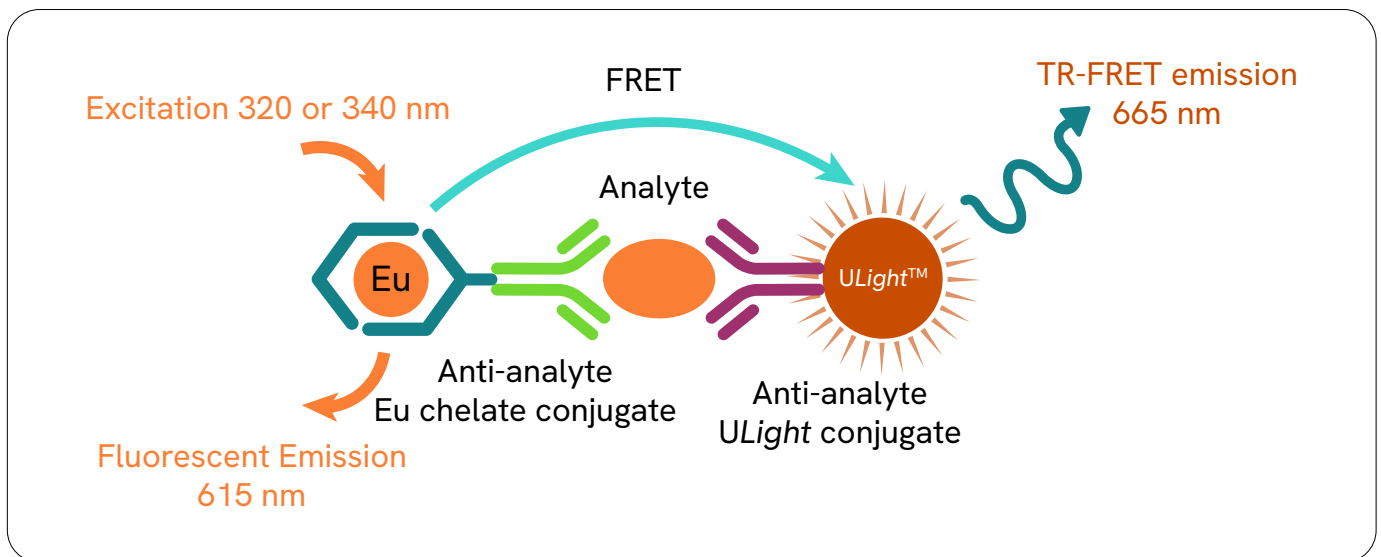 FRET
TR-FRET emission
665 nm
Excitation 320 or 340 nm
Analyte
Eu
ULight™
Anti-analyte
Eu chelate conjugate
Anti-analyte
ULight conjugate
Fluorescent Emission
615 nm